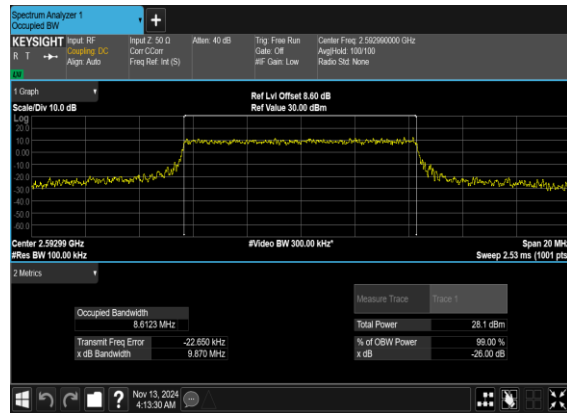 Spectrum Analyzer 1
Occupied BW
+
KEYSIGHT Input: RF Input Z: 50 Ω Atten: 40 dB Trig: Free Run Center Freq: 2.592990000 GHz
R T Coupling: DC Corr CCorr Gate: Off Avg|Hold: 100/100
Align: Auto Freq Ref: Int (S) #IF Gain: Low Radio Std: None
LXI
1 Graph
Ref Lvl Offset 8.60 dB
Scale/Div 10.0 dB Ref Value 30.00 dBm
Log
20.0
10.0
0.00
-10.0
-20.0
-30.0
-40.0
-50.0
-60.0
Center 2.59299 GHz #Video BW 300.00 kHz* Span 20 MHz
#Res BW 100.00 kHz Sweep 2.53 ms (1001 pts)
2 Metrics
Measure Trace Trace 1
Occupied Bandwidth
8.6123 MHz Total Power 28.1 dBm
Transmit Freq Error -22.650 kHz % of OBW Power 99.00 %
x dB Bandwidth 9.870 MHz x dB -26.00 dB
? Nov 13, 2024
4:13:30 AM